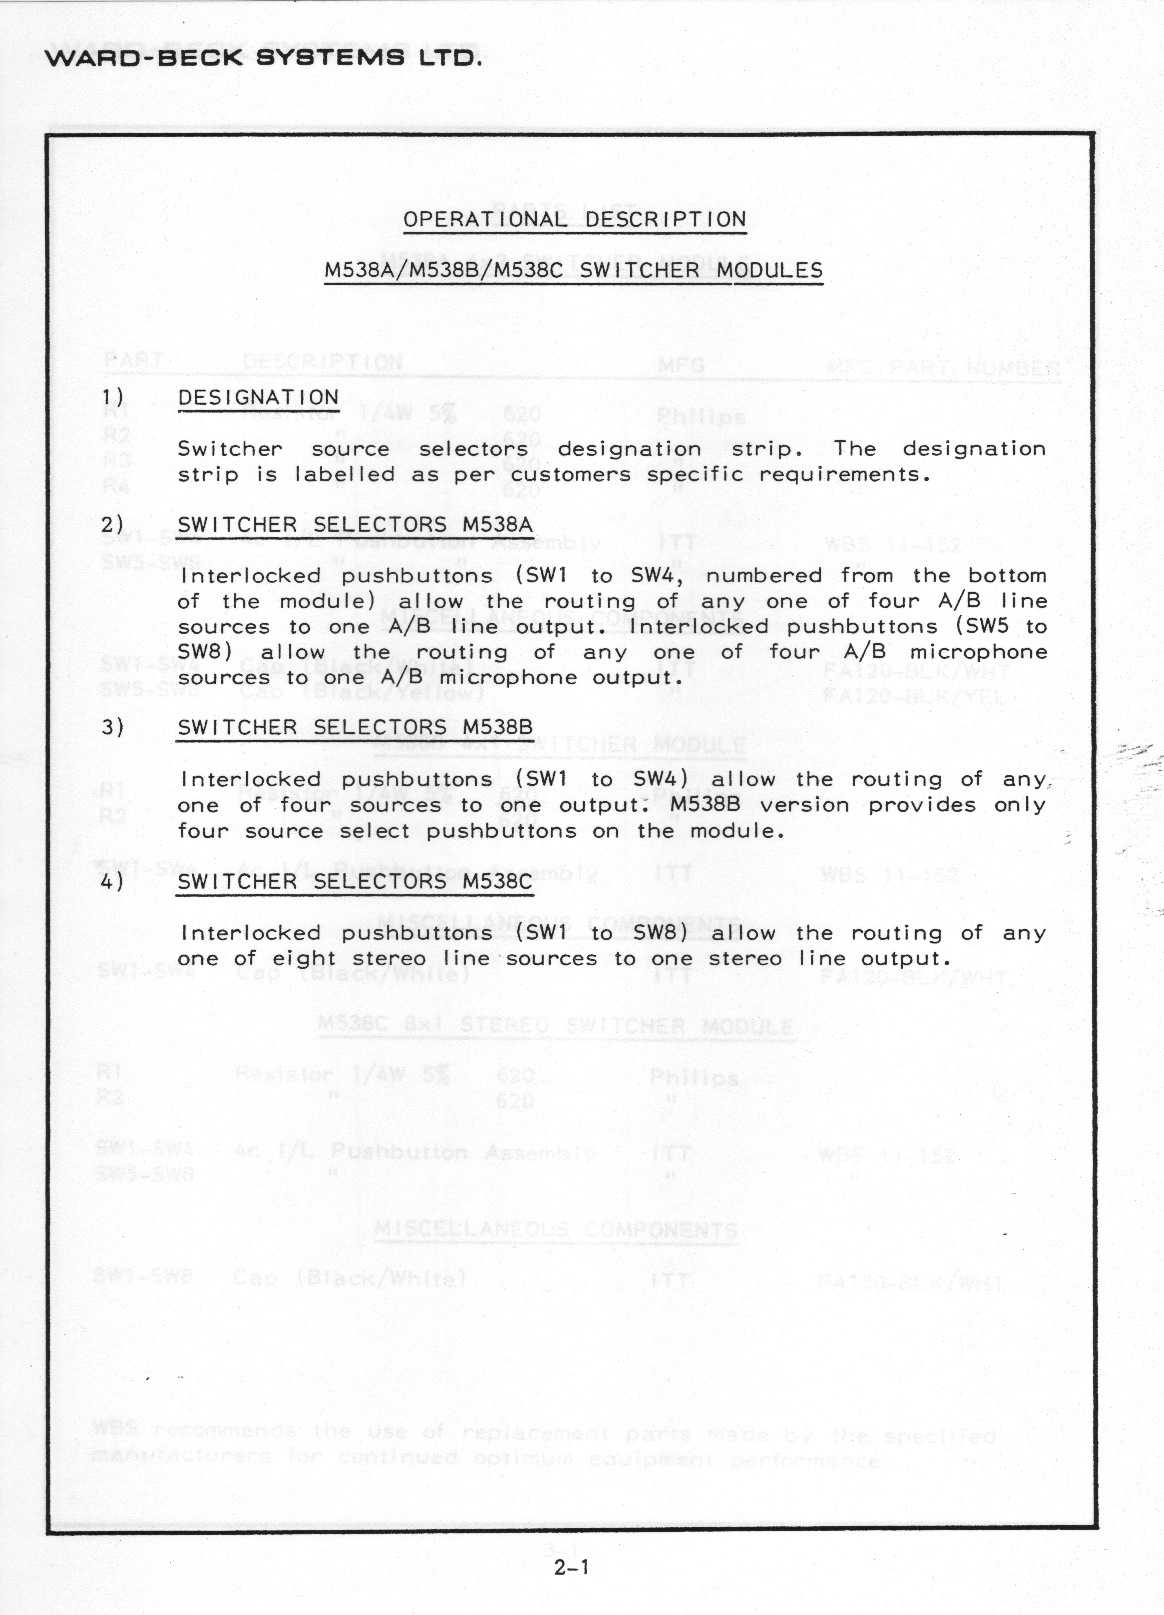 WARD-BECK SYSTEMS LTD.
OPERATIONAL DESCRIPTION
M538A/M538B/M538C SWITCHER MODULES
1) DESIGNATION
Switcher source selectors designation strip. The designation
strip is labelled as per customers specific requirements.
2) SWITCHER SELECTORS M538A
Interlocked pushbuttons (SW1 to SW4, numbered from the bottom
of the module) allow the routing of any one of four A/B line
sources to one A/B line output. Interlocked pushbuttons (SW5 to
SW8) allow the routing of any one of four A/B microphone
sources to one A/B microphone output.
3) SWITCHER SELECTORS M538B
Interlocked pushbuttons (SW1 to SW4) allow the routing of any
one of four sources to one output. M538B version provides only
four source select pushbuttons on the module.
4) SWITCHER SELECTORS M538C
Interlocked pushbuttons (SW1 to SW8) allow the routing of any
one of eight stereo line sources to one stereo line output.
2-1